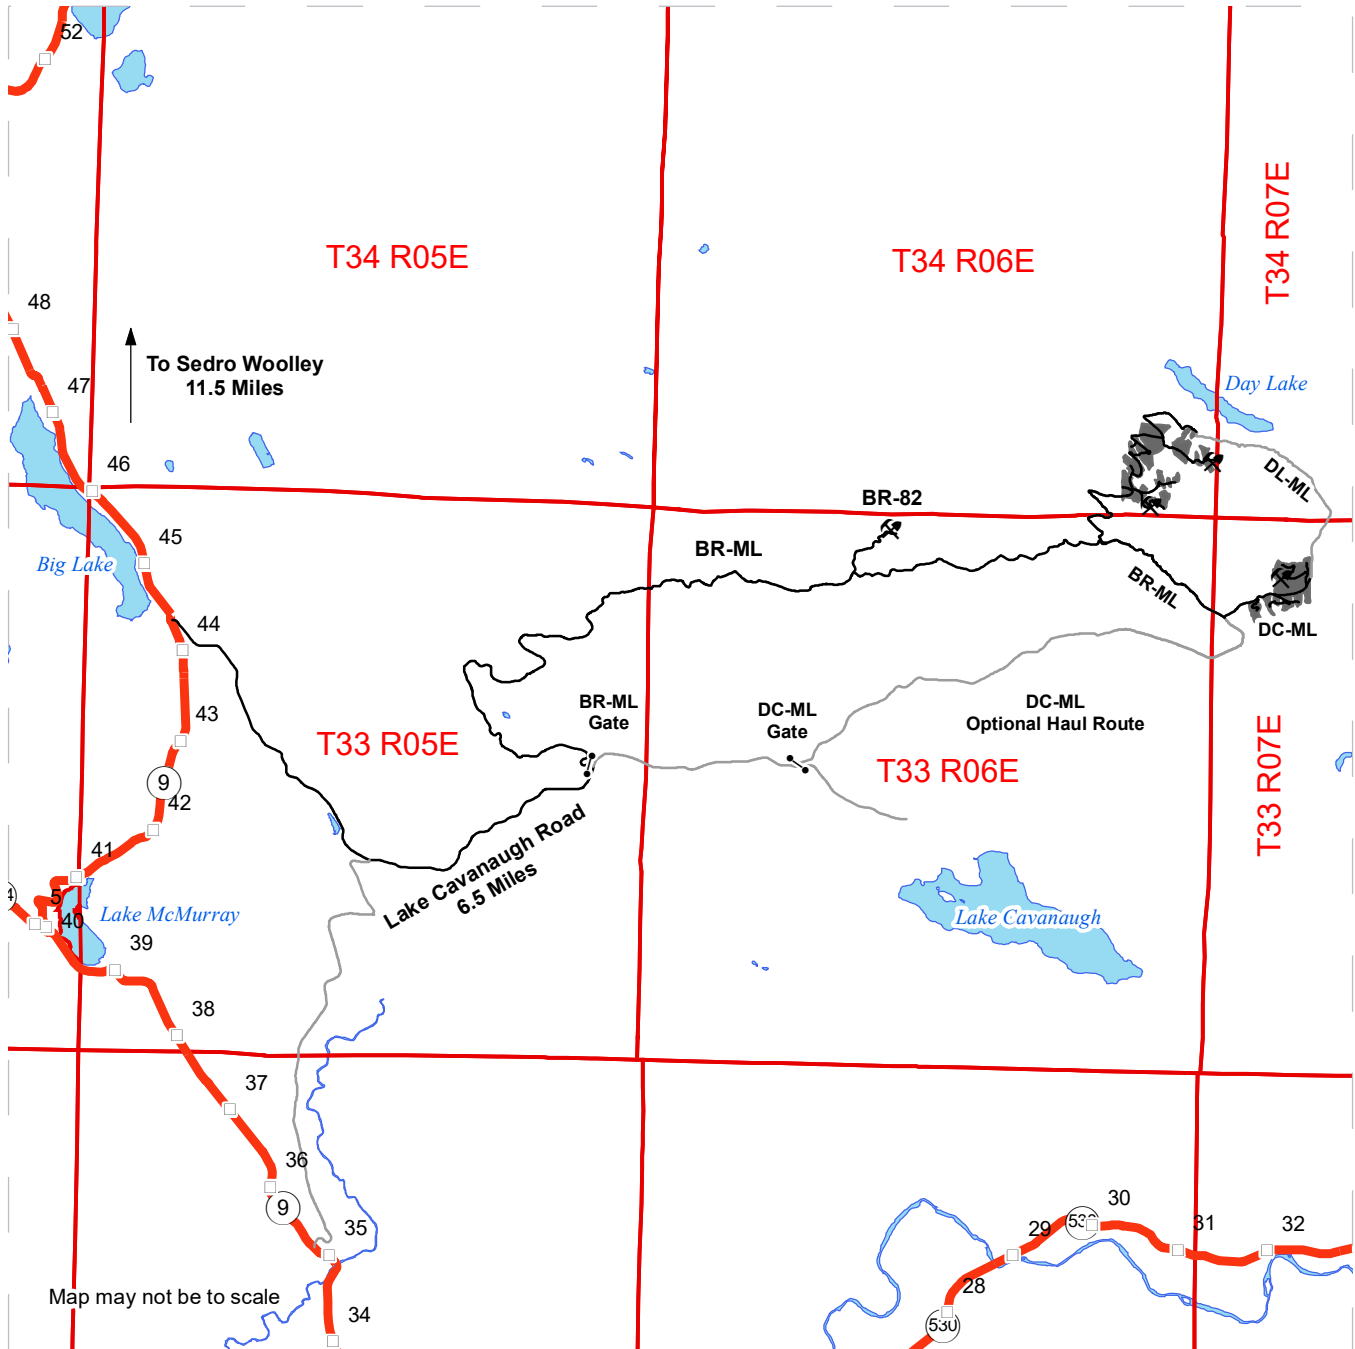 52
T34 R05E
T34 R06E
T34 R07E
48
To Sedro Woolley
11.5 Miles
47
Day Lake
46
DL-ML
BR-82
45
BR-ML
Big Lake
BR-ML
44
DC-ML
BR-ML
Gate
DC-ML
Gate
DC-ML
Optional Haul Route
43
T33 R05E
T33 R06E
T33 R07E
9
42
Lake Cavanaugh Road
6.5 Miles
41
5
40
Lake McMurray
Lake Cavanaugh
39
38
37
36
9
35
30
29
31
32
530
28
Map may not be to scale
34
530